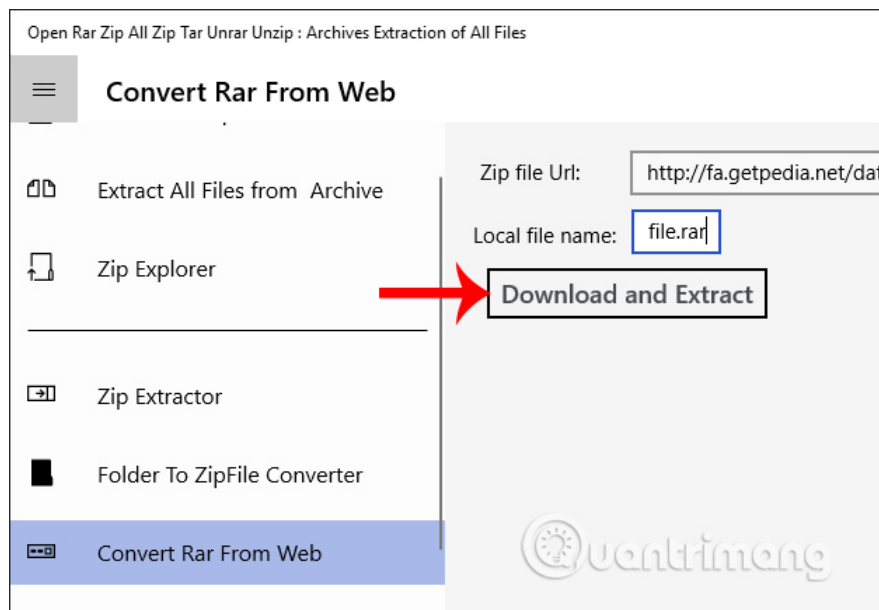 Open Rar Zip All Zip Tar Unrar Unzip : Archives Extraction of All Files
Convert Rar From Web
Extract All Files from Archive
Zip Explorer
Zip Extractor
Folder To ZipFile Converter
Convert Rar From Web
Zip file Url: http://fa.getpedia.net/dat
Local file name: file.rar
Download and Extract
Quantrimang